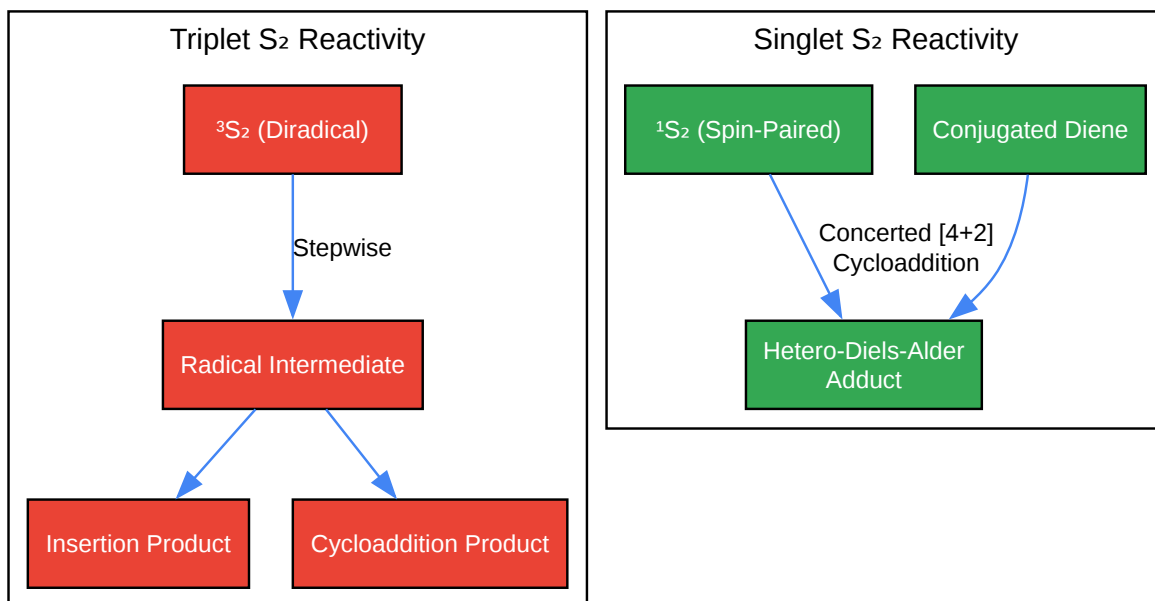 Triplet S₂ Reactivity
³S₂ (Diradical)
Stepwise
Radical Intermediate
Insertion Product
Cycloaddition Product
Singlet S₂ Reactivity
¹S₂ (Spin-Paired)
Conjugated Diene
Concerted [4+2]
Cycloaddition
Hetero-Diels-Alder
Adduct